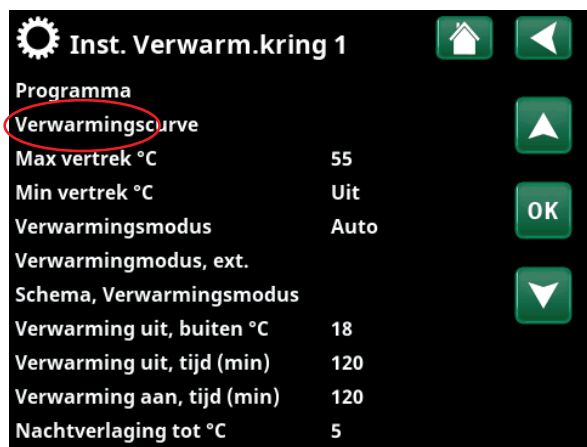 Inst. Verwarm.kring 1
Programma
Verwarmingscurve
Max vertrek °C 55
Min vertrek °C Uit
Verwarmingsmodus Auto
OK
Verwarmingmodus, ext.
Schema, Verwarmingsmodus
Verwarming uit, buiten °C 18
Verwarming uit, tijd (min) 120
Verwarming aan, tijd (min) 120
Nachtverlaging tot °C 5